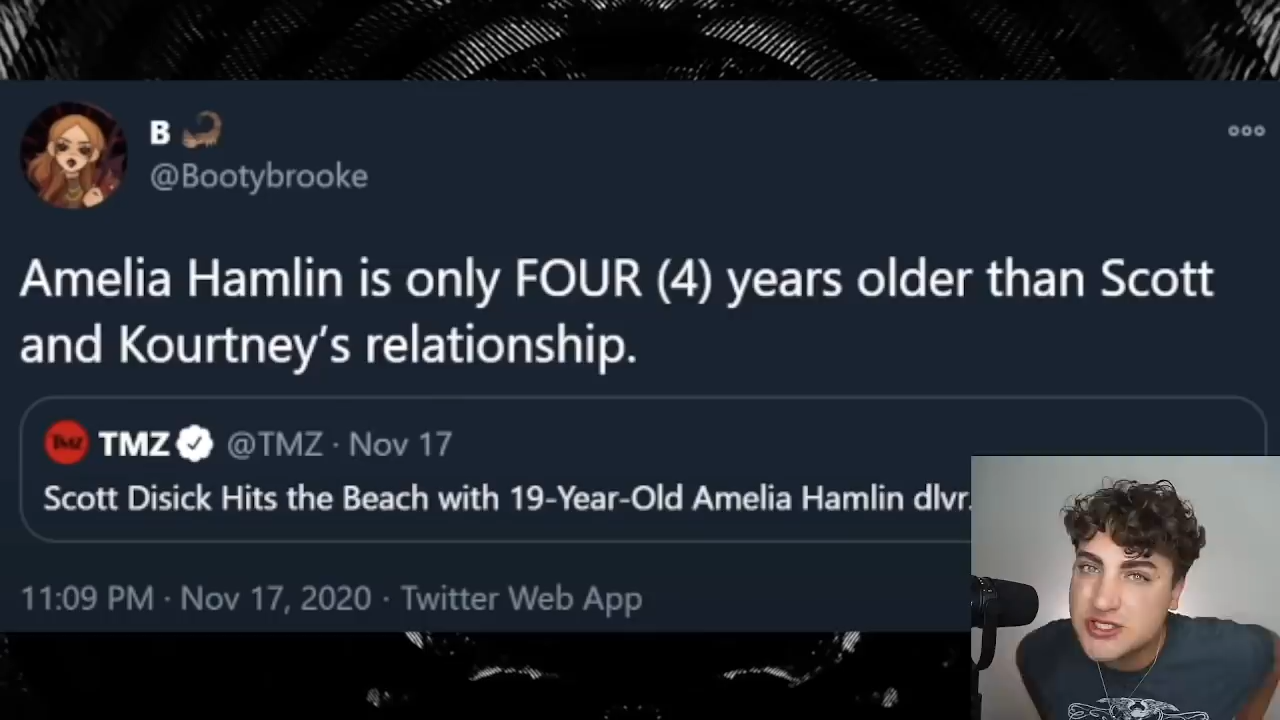 B
@Bootybrooke
Amelia Hamlin is only FOUR (4) years older than Scott
and Kourtney’s relationship.
TMZ
TMZ @TMZ · Nov 17
Scott Disick Hits the Beach with 19-Year-Old Amelia Hamlin dlvr.
11:09 PM · Nov 17, 2020 · Twitter Web App